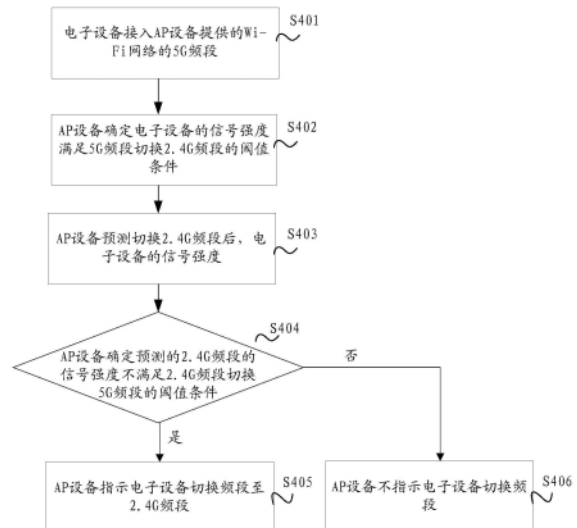 电子设备接入AP设备提供的Wi-
Fi网络的5G频段
S401
AP设备确定电子设备的信号强度
满足5G频段切换2.4G频段的阈值
条件
S402
AP设备预测切换2.4G频段后，电
子设备的信号强度
S403
S404
AP设备确定预测的2.4G频段的
信号强度不满足2.4G频段切换
5G频段的阈值条件
否
是
AP设备指示电子设备切换频段至
2.4G频段
S405
AP设备不指示电子设备切换频
段
S406